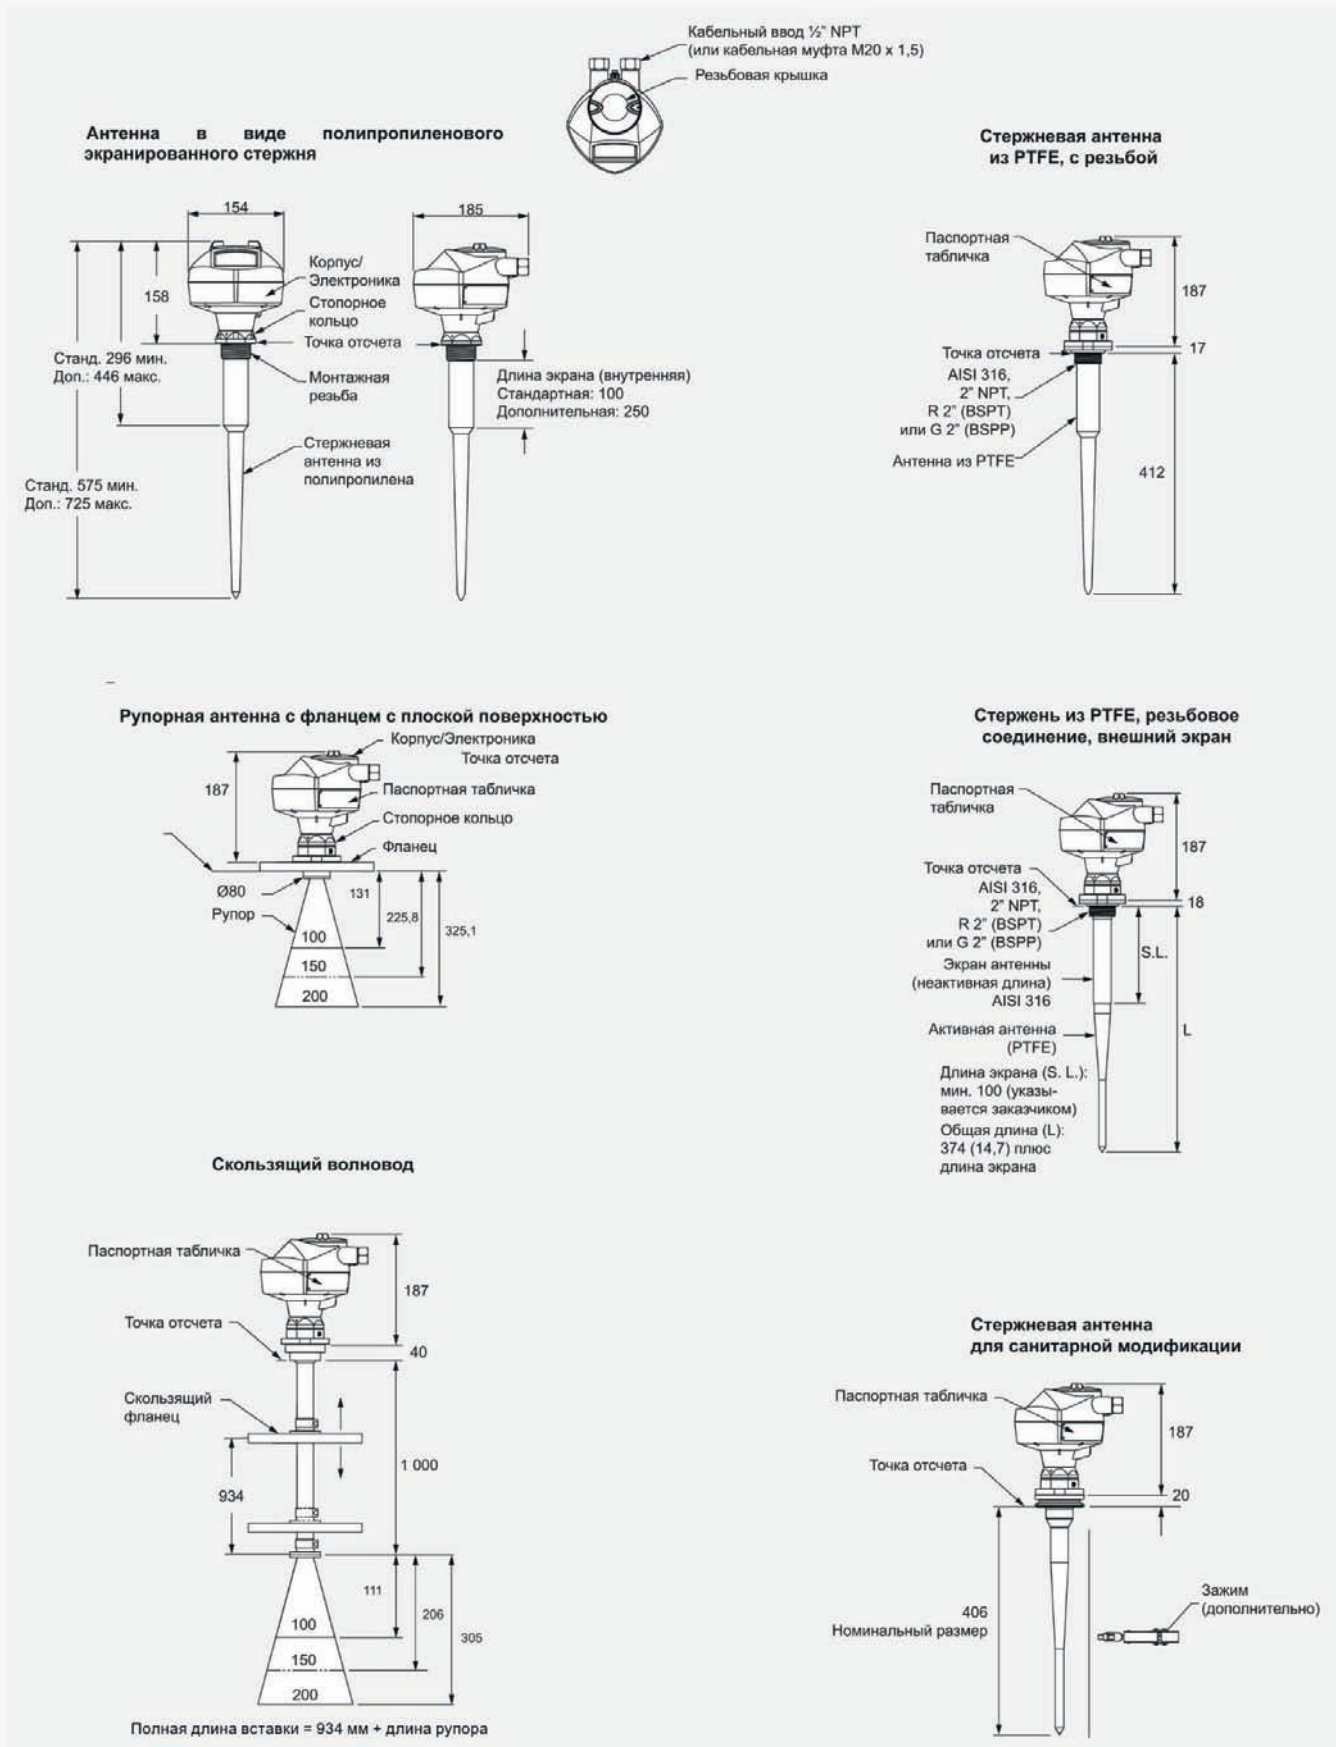 Кабельный ввод ½” NPT
(или кабельная муфта M20 x 1,5)
Резьбовая крышка
Антенна в виде полипропиленового
экранированного стержня
154
185
158
Корпус/
Электроника
Стопорное
кольцо
Точка отсчета
Станд. 296 мин.
Доп.: 446 макс.
Монтажная
резьба
Длина экрана (внутренняя)
Стандартная: 100
Дополнительная: 250
Стержневая
антенна из
полипропилена
Станд. 575 мин.
Доп.: 725 макс.
Стержневая антенна
из PTFE, с резьбой
Паспортная
табличка
187
17
Точка отсчета
AISI 316,
2” NPT,
R 2” (BSPT)
или G 2” (BSPP)
Антенна из PTFE
412
–
Рупорная антенна с фланцем с плоской поверхностью
Корпус/Электроника
Точка отсчета
187
Паспортная табличка
Стопорное кольцо
Фланец
Ø80
Рупор
131
225,8
325,1
100
150
200
Стержень из PTFE, резьбовое
соединение, внешний экран
Паспортная
табличка
187
Точка отсчета
AISI 316,
2” NPT,
R 2” (BSPT)
или G 2” (BSPP)
18
S.L.
Экран антенны
(неактивная длина)
AISI 316
Активная антенна
(PTFE)
L
Длина экрана (S. L.):
мин. 100 (указы-
вается заказчиком)
Общая длина (L):
374 (14,7) плюс
длина экрана
Скользящий волновод
Паспортная табличка
187
Точка отсчета
40
Скользящий
фланец
1 000
934
111
206
305
100
150
200
Полная длина вставки = 934 мм + длина рупора
Стержневая антенна
для санитарной модификации
Паспортная табличка
187
Точка отсчета
20
406
Номинальный размер
Зажим
(дополнительно)